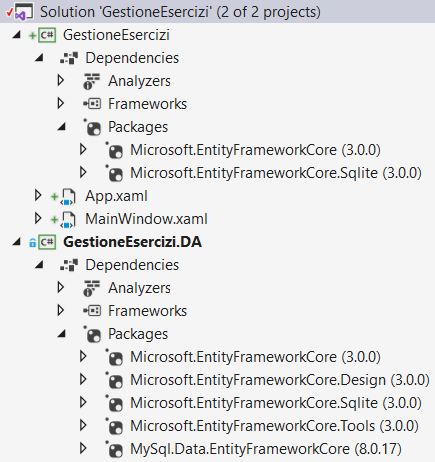 Solution 'GestioneEsercizi' (2 of 2 projects)
C# GestioneEsercizi
Dependencies
Analyzers
Frameworks
Packages
Microsoft.EntityFrameworkCore (3.0.0)
Microsoft.EntityFrameworkCore.Sqlite (3.0.0)
App.xaml
MainWindow.xaml
C# GestioneEsercizi.DA
Dependencies
Analyzers
Frameworks
Packages
Microsoft.EntityFrameworkCore (3.0.0)
Microsoft.EntityFrameworkCore.Design (3.0.0)
Microsoft.EntityFrameworkCore.Sqlite (3.0.0)
Microsoft.EntityFrameworkCore.Tools (3.0.0)
MySql.Data.EntityFrameworkCore (8.0.17)